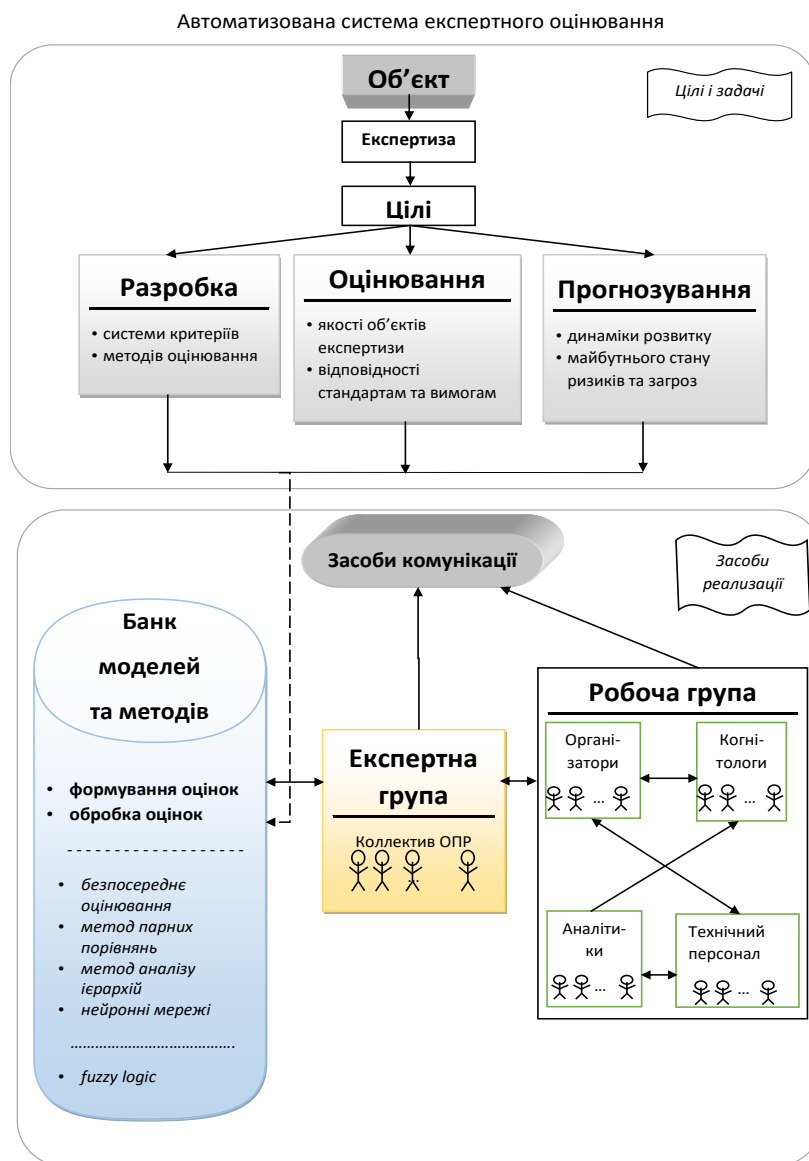 Автоматизована система експертного оцінювання
Об’єкт
Цілі і задачі
Експертиза
Цілі
Разробка
• системи критеріїв
• методів оцінювання
Оцінювання
• якості об’єктів
експертизи
• відповідності
стандартам та вимогам
Прогнозування
• динаміки розвитку
• майбутнього стану
ризиків та загроз
Засоби комунікації
Засоби
реализації
Банк
моделей
та методів
• формування оцінок
• обробка оцінок
- - - - - - - - - - - - - - - - - - - -
• безпосереднє
оцінювання
• метод парних
порівнянь
• метод аналізу
ієрархій
• нейронні мережі
………………………………….
• fuzzy logic
Експертна
група
Коллектив ОПР
...
Робоча група
Органі-
затори
...
Когні-
тологи
...
Аналіти-
ки
...
Технічний
персонал
...